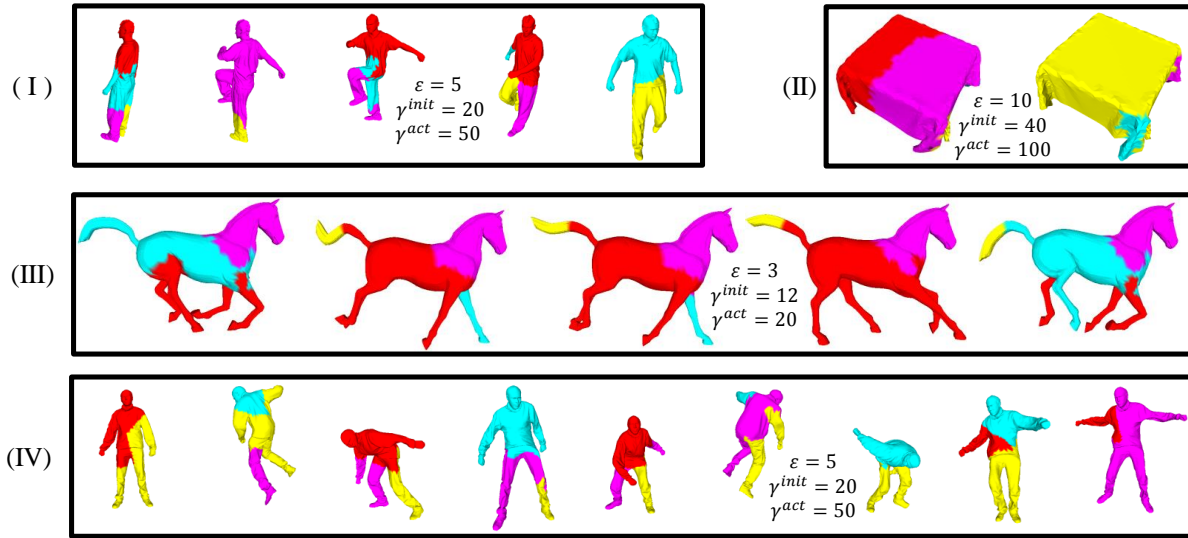 ( I )
ε = 5
γ^init = 20
γ^act = 50
(II)
ε = 10
γ^init = 40
γ^act = 100
(III)
ε = 3
γ^init = 12
γ^act = 20
(IV)
ε = 5
γ^init = 20
γ^act = 50